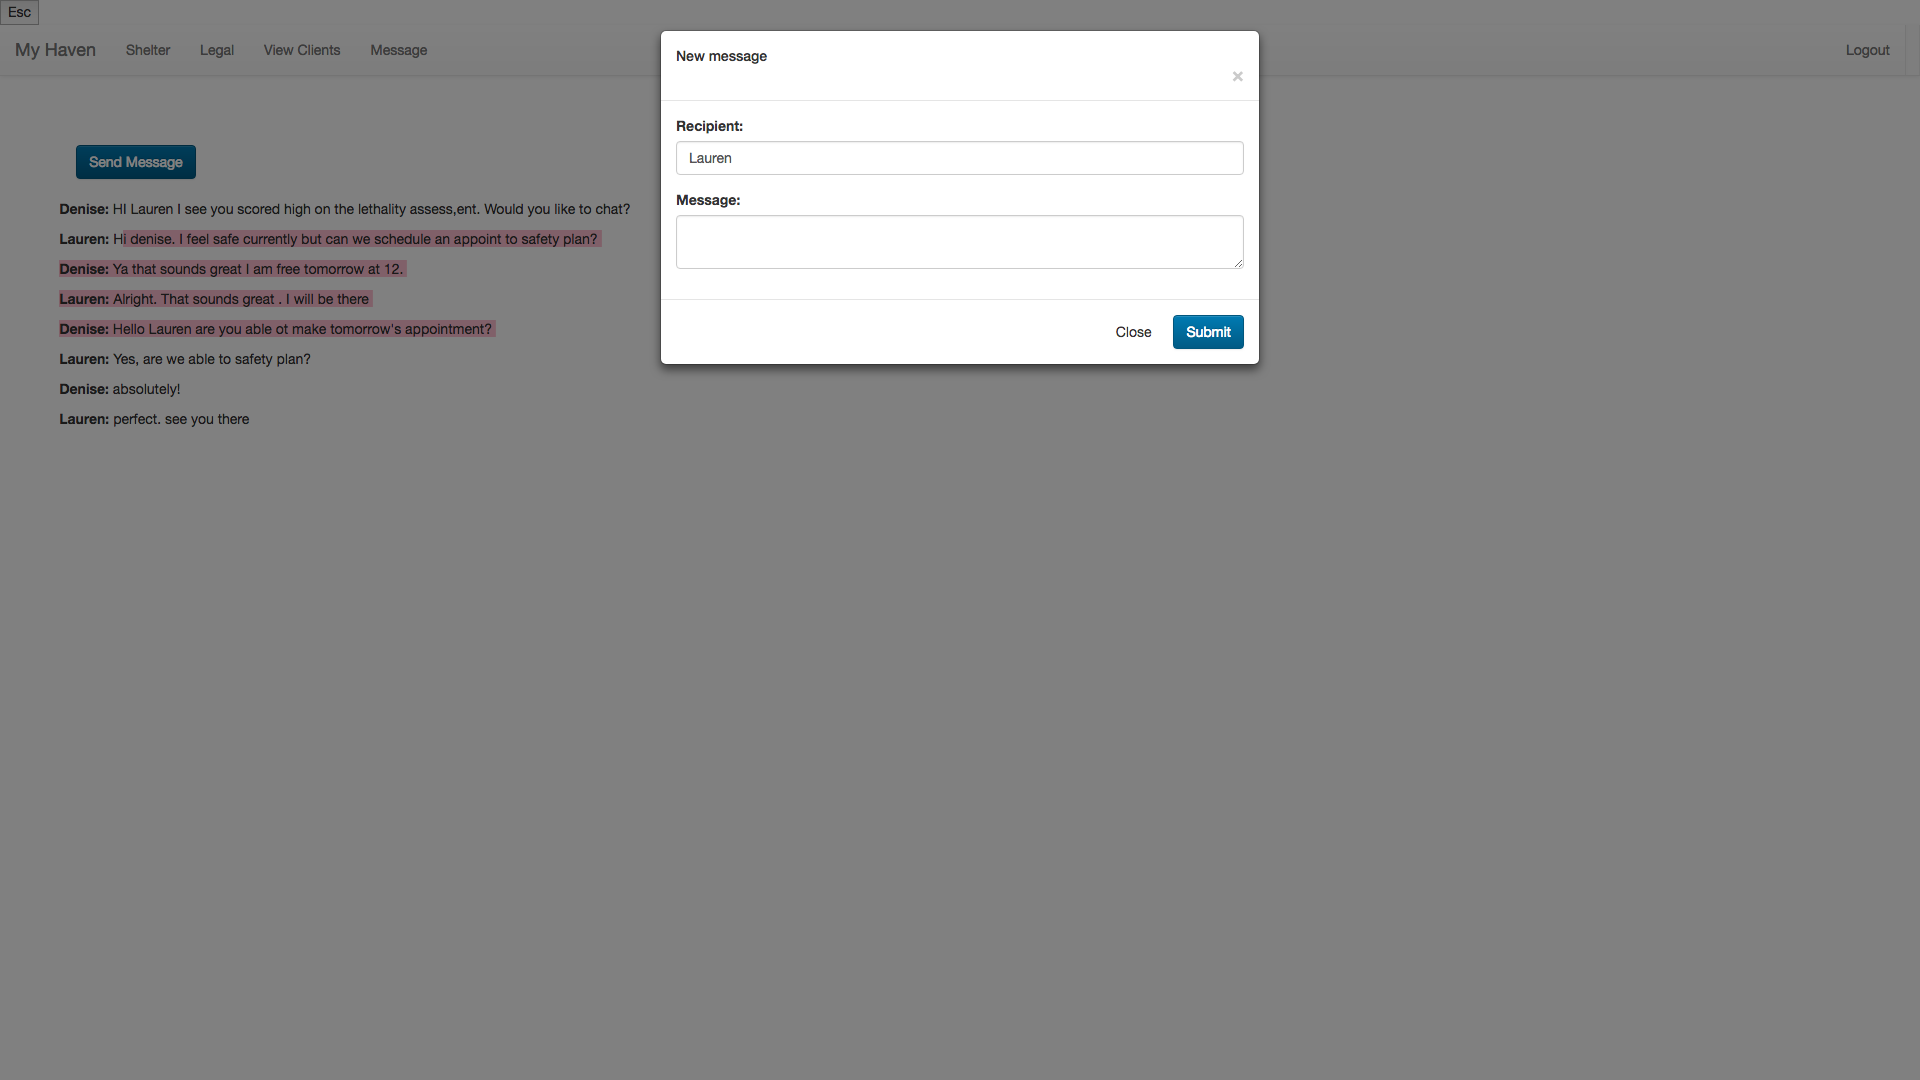 Esc
My Haven Shelter Legal View Clients Message Logout
New message
×
Recipient:
Lauren
Message:
Close Submit
Send Message
Denise: HI Lauren I see you scored high on the lethality assess,ent. Would you like to chat?
Lauren: Hi denise. I feel safe currently but can we schedule an appoint to safety plan?
Denise: Ya that sounds great I am free tomorrow at 12.
Lauren: Alright. That sounds great . I will be there
Denise: Hello Lauren are you able ot make tomorrow's appointment?
Lauren: Yes, are we able to safety plan?
Denise: absolutely!
Lauren: perfect. see you there